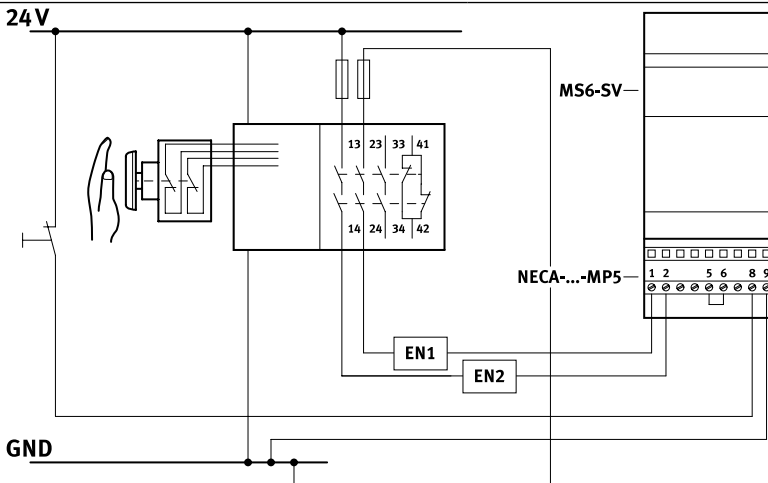 24 V
MS6-SV
13 23 33 41
14 24 34 42
NECA-...-MP5
1 2 5 6 8 9
EN1
EN2
GND